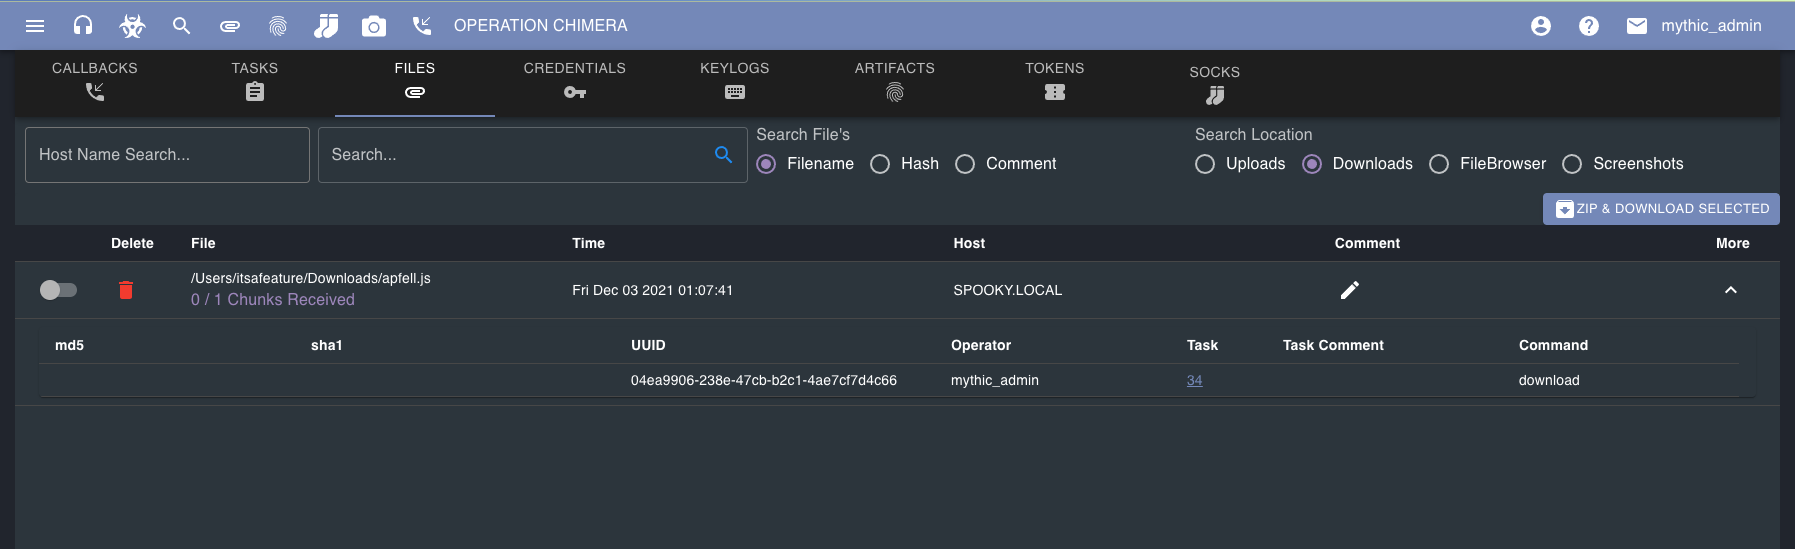 OPERATION CHIMERA mythic_admin
CALLBACKS TASKS FILES CREDENTIALS KEYLOGS ARTIFACTS TOKENS SOCKS
Search File's Search Location
Host Name Search... Search... Filename Hash Comment Uploads Downloads FileBrowser Screenshots
ZIP & DOWNLOAD SELECTED
Delete File Time Host Comment More
/Users/itsafeature/Downloads/apfell.js
0 / 1 Chunks Received Fri Dec 03 2021 01:07:41 SPOOKY.LOCAL
md5 sha1 UUID Operator Task Task Comment Command
04ea9906-238e-47cb-b2c1-4ae7cf7d4c66 mythic_admin 34 download